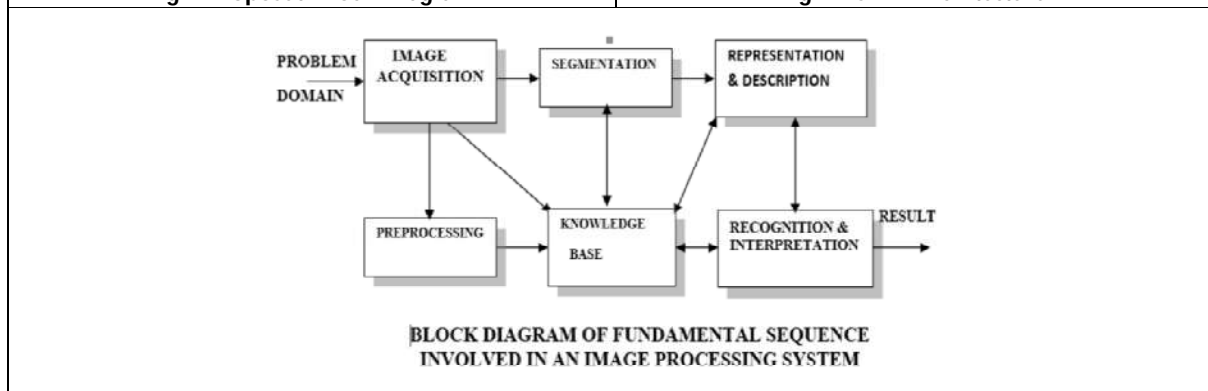 PROBLEM
DOMAIN
IMAGE
ACQUISITION
SEGMENTATION
REPRESENTATION
& DESCRIPTION
PREPROCESSING
KNOWLEDGE
BASE
RECOGNITION &
INTERPRETATION
RESULT
BLOCK DIAGRAM OF FUNDAMENTAL SEQUENCE
INVOLVED IN AN IMAGE PROCESSING SYSTEM